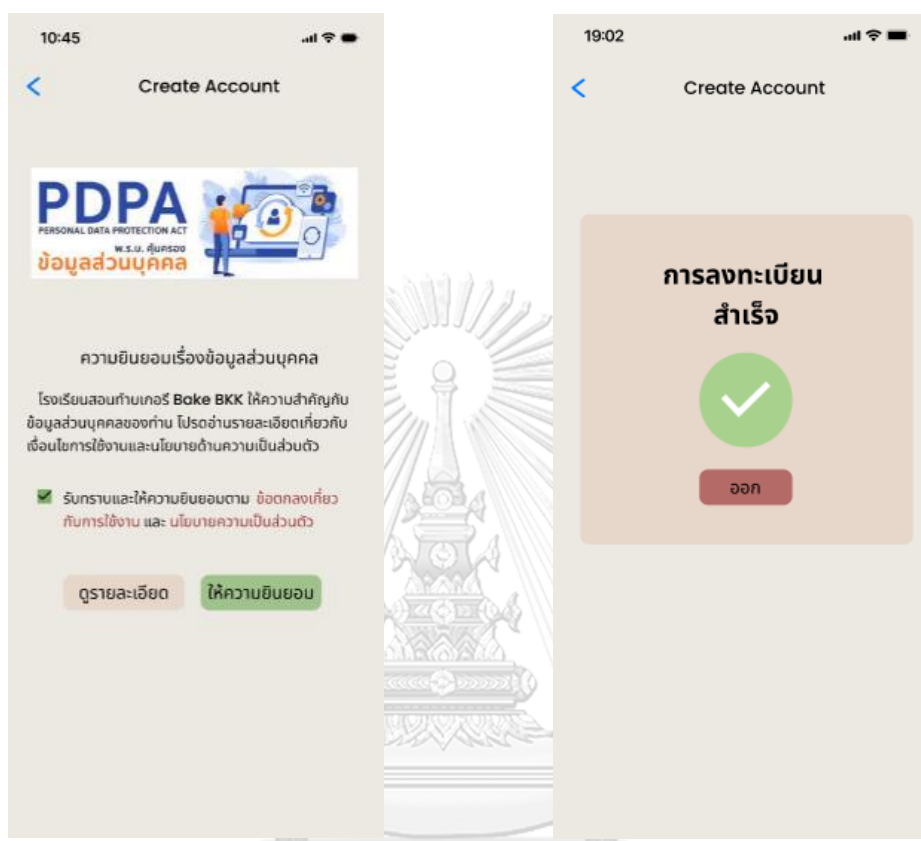 10:45
Create Account
PDPA
PERSONAL DATA PROTECTION ACT
พ.ร.บ. คุ้มครอง
ข้อมูลส่วนบุคคล
ความยินยอมเรื่องข้อมูลส่วนบุคคล
โรงเรียนสอนทำเบเกอรี Bake BKK ให้ความสำคัญกับ
ข้อมูลส่วนบุคคลของท่าน โปรดอ่านรายละเอียดเกี่ยวกับ
เงื่อนไขการใช้งานและนโยบายด้านความเป็นส่วนตัว
รับทราบและให้ความยินยอมตาม ข้อตกลงเกี่ยว
กับการใช้งาน และ นโยบายความเป็นส่วนตัว
ดูรายละเอียด
ให้ความยินยอม
19:02
Create Account
การลงทะเบียน
สำเร็จ
ออก